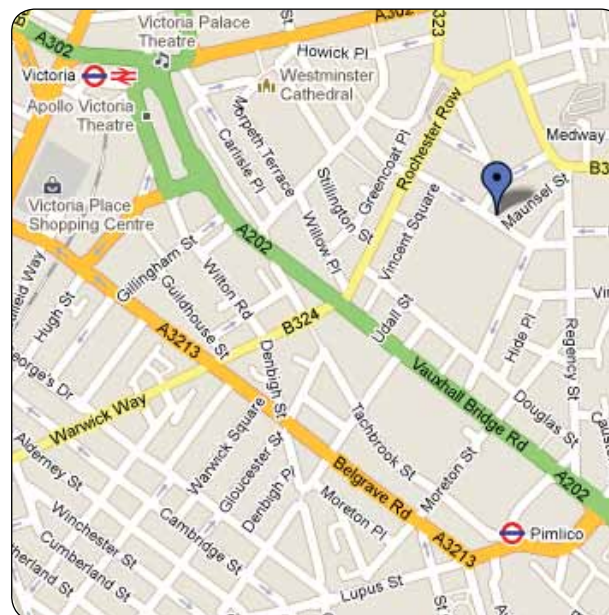 Victoria Palace
Theatre
A302
A302
B323
Howick Pl
Victoria
Westminster
Cathedral
Apollo Victoria
Theatre
Morpeth Terrace
Carlisle Pl
Rochester Row
Greencoat Pl
Medway
B3
Victoria Place
Shopping Centre
Stillington St
Willow Pl
Vincent Square
Maunsel St
A202
Gillingham St
Wilton Rd
Guildhouse St
Hugh St
A3213
B324
Udall St
Hide Pl
Regency St
Vin
Warwick Way
Denbigh St
Vauxhall Bridge Rd
Douglas St
Tachbrook St
Warwick Square
Gloucester St
Denbigh Pl
Belgrave Rd
Moreton St
Moreton Pl
A202
Alderney St
Winchester St
Cumberland St
Cambridge St
A3213
Pimlico
Lupus St